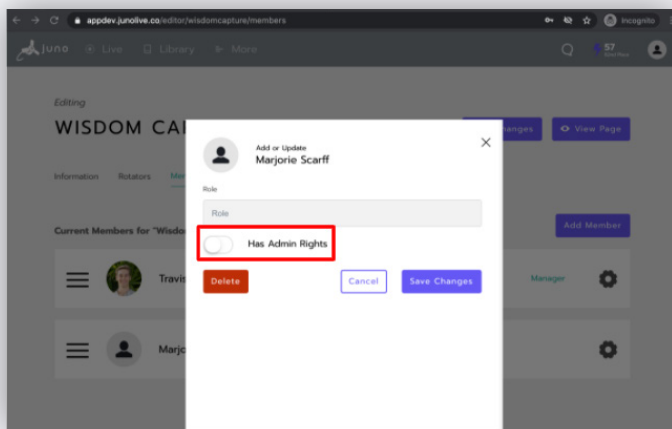 appdev.junolive.co/editor/wisdomcapture/members
Incognito
Juno Live Library More
57
Editing
WISDOM CA
hanges View Page
Information Rotators
Add or Update
Marjorie Scarff
Role
Role
Current Members for "Wisdo
Add Member
Has Admin Rights
Travis
Manager
Delete Cancel Save Changes
Marjo